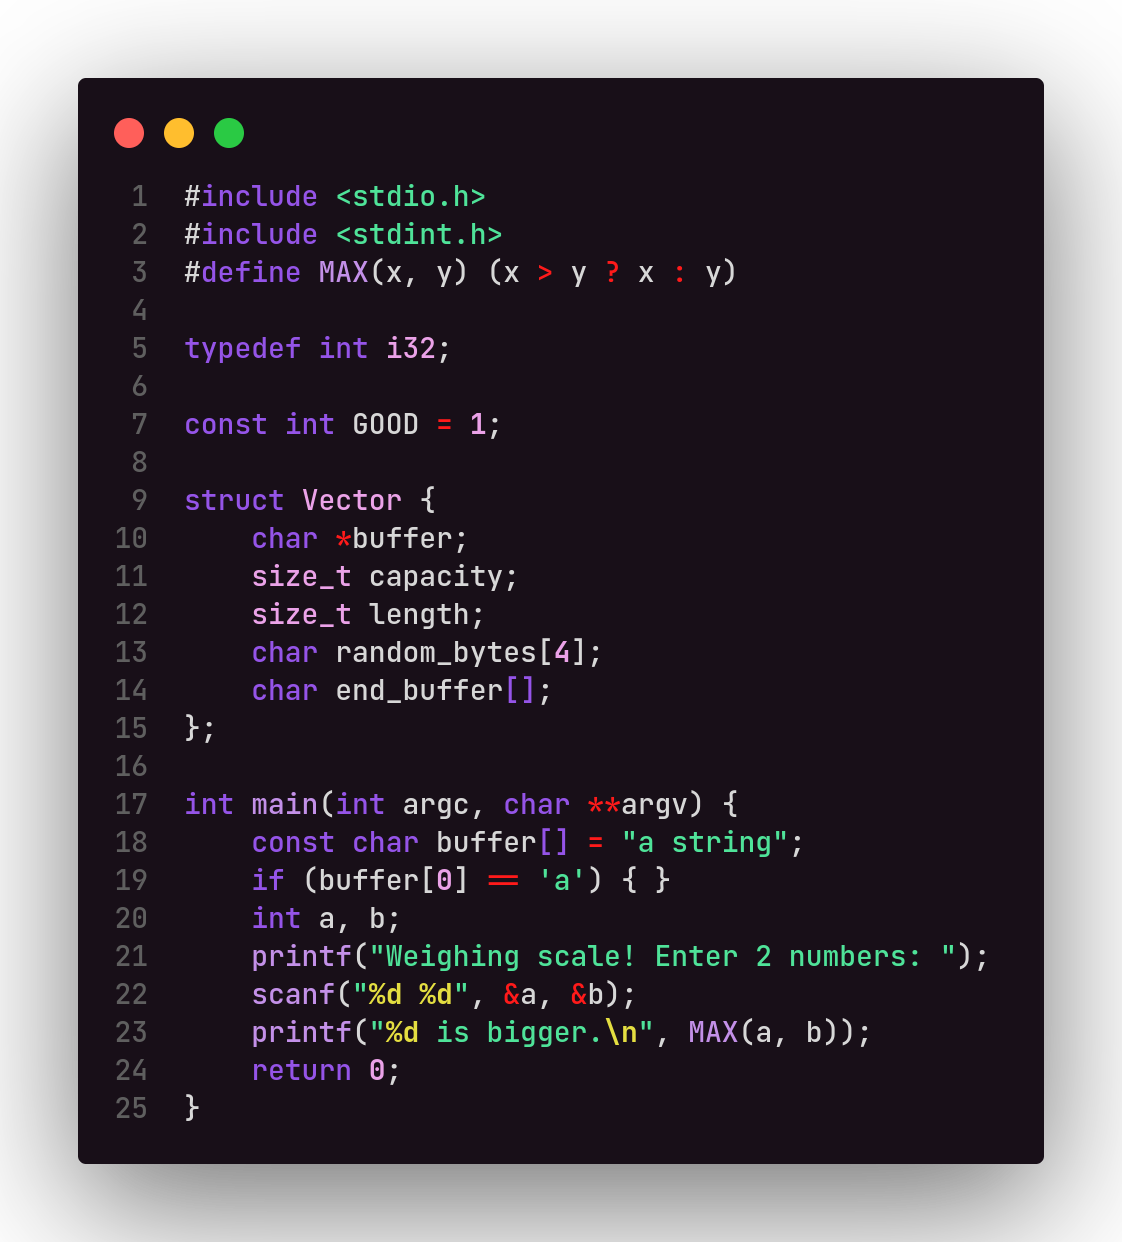 1 #include <stdio.h>
2 #include <stdint.h>
3 #define MAX(x, y) (x > y ? x : y)
4
5 typedef int i32;
6
7 const int GOOD = 1;
8
9 struct Vector {
10     char *buffer;
11     size_t capacity;
12     size_t length;
13     char random_bytes[4];
14     char end_buffer[];
15 };
16
17 int main(int argc, char **argv) {
18     const char buffer[] = "a string";
19     if (buffer[0] == 'a') { }
20     int a, b;
21     printf("Weighing scale! Enter 2 numbers: ");
22     scanf("%d %d", &a, &b);
23     printf("%d is bigger.\n", MAX(a, b));
24     return 0;
25 }